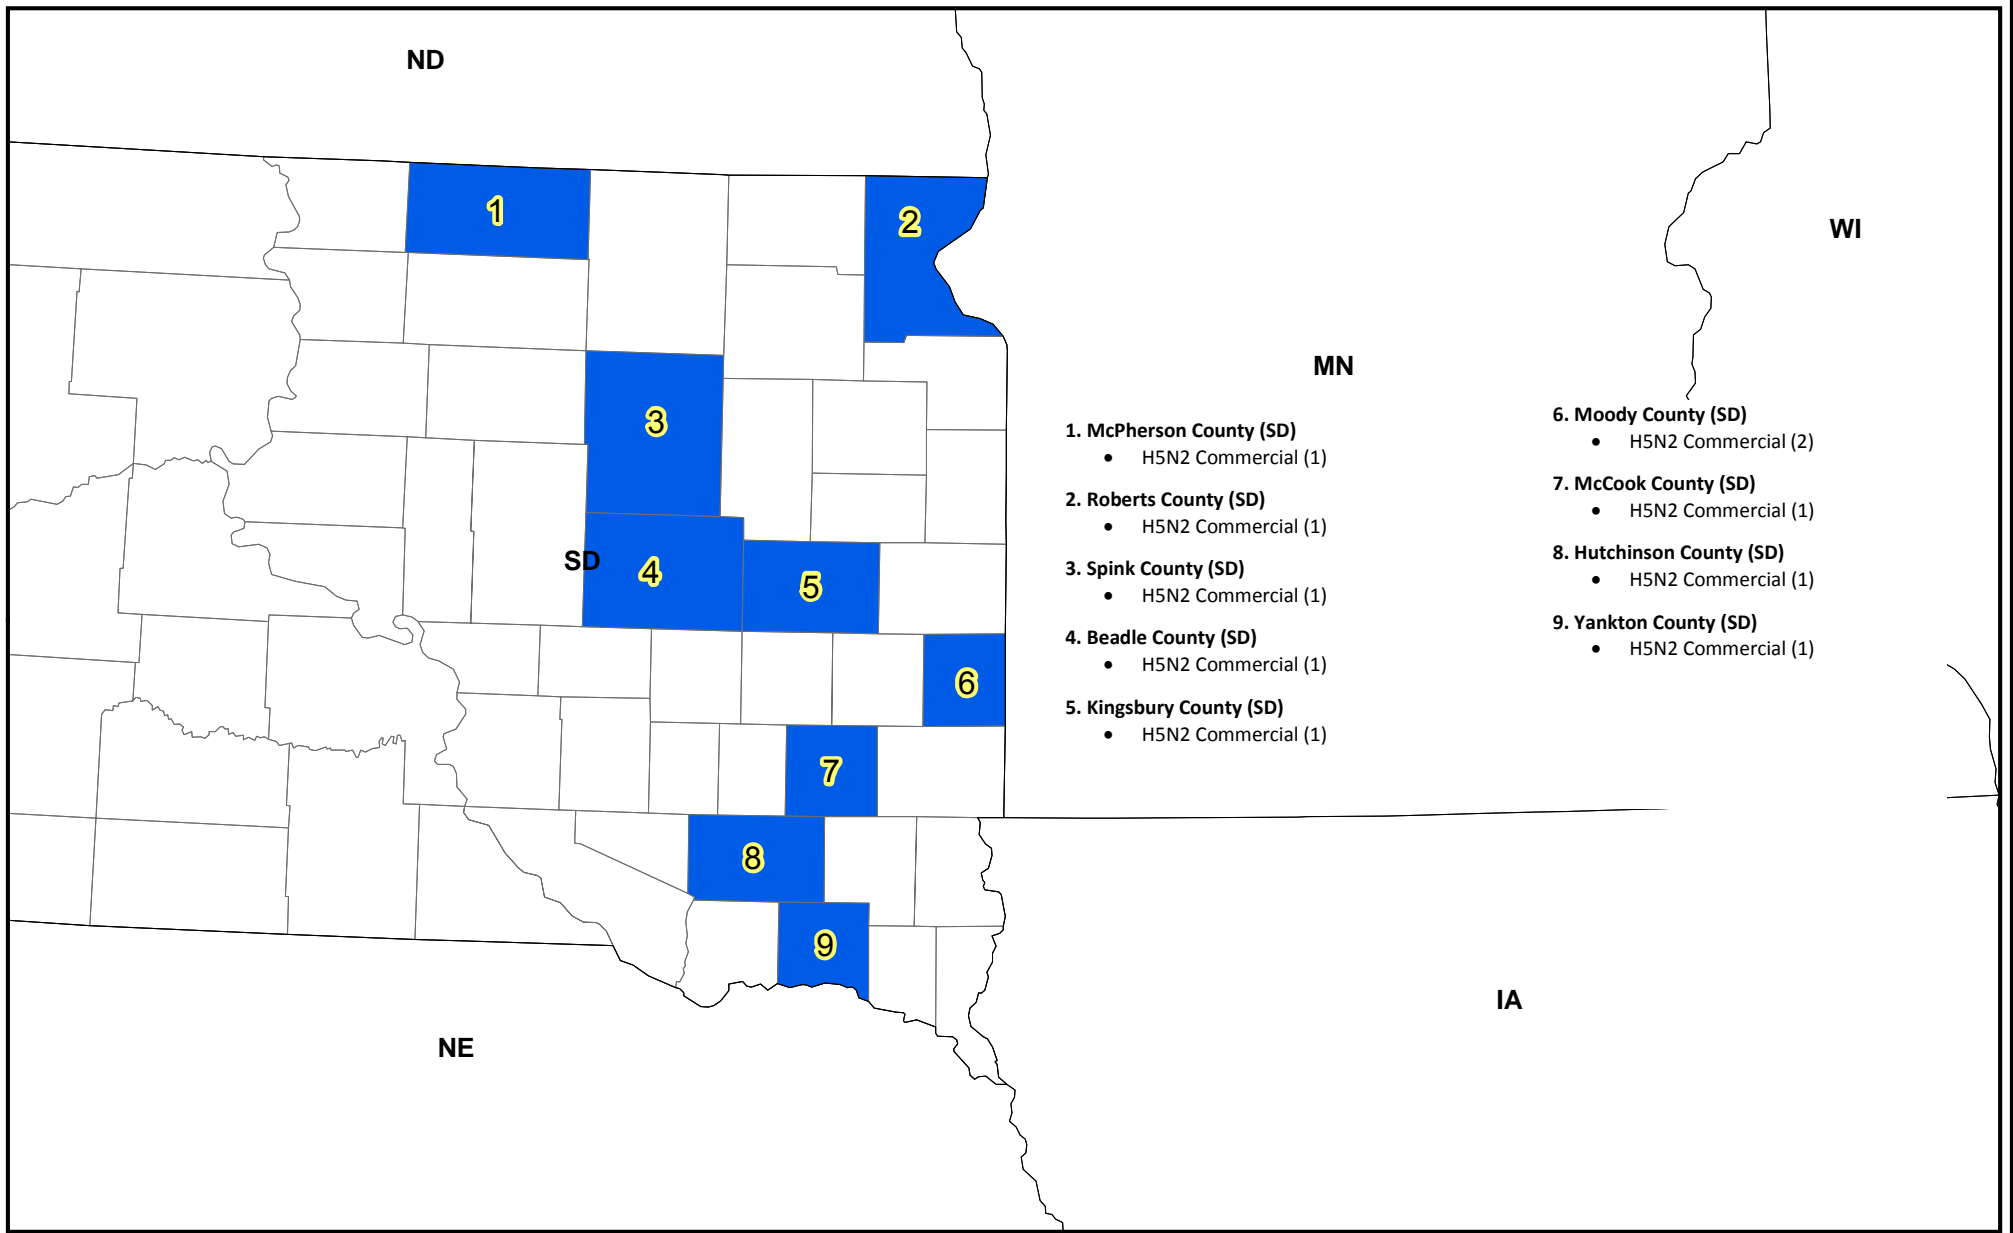 ND
WI
MN
SD
NE
IA
1
2
3
4
5
6
7
8
9
1. McPherson County (SD)
• H5N2 Commercial (1)
2. Roberts County (SD)
• H5N2 Commercial (1)
3. Spink County (SD)
• H5N2 Commercial (1)
4. Beadle County (SD)
• H5N2 Commercial (1)
5. Kingsbury County (SD)
• H5N2 Commercial (1)
6. Moody County (SD)
• H5N2 Commercial (2)
7. McCook County (SD)
• H5N2 Commercial (1)
8. Hutchinson County (SD)
• H5N2 Commercial (1)
9. Yankton County (SD)
• H5N2 Commercial (1)